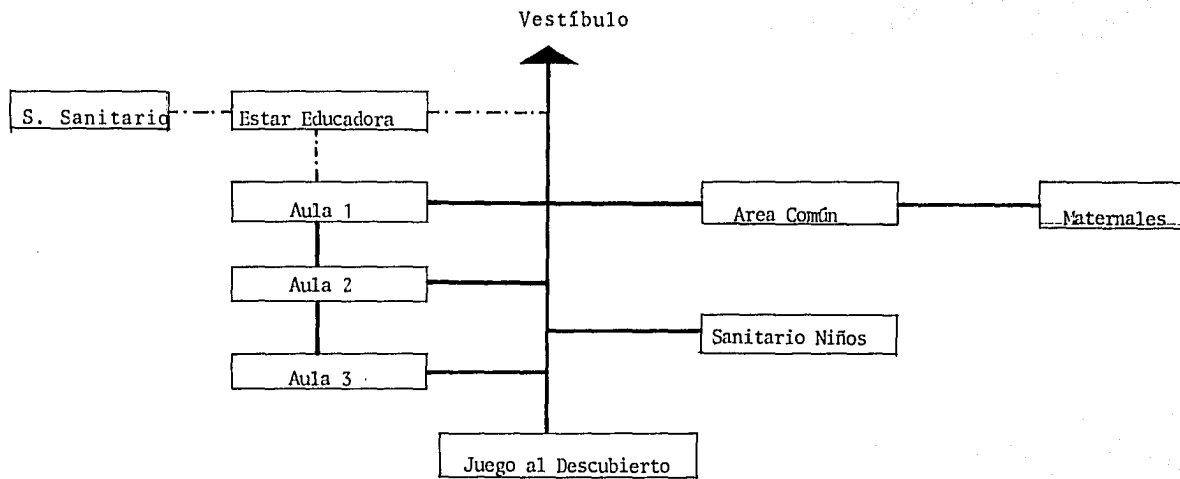 Vestíbulo
S. Sanitario
Estar Educadora
Aula 1
Area Común
Maternales
Aula 2
Sanitario Niños
Aula 3
Juego al Descubierto